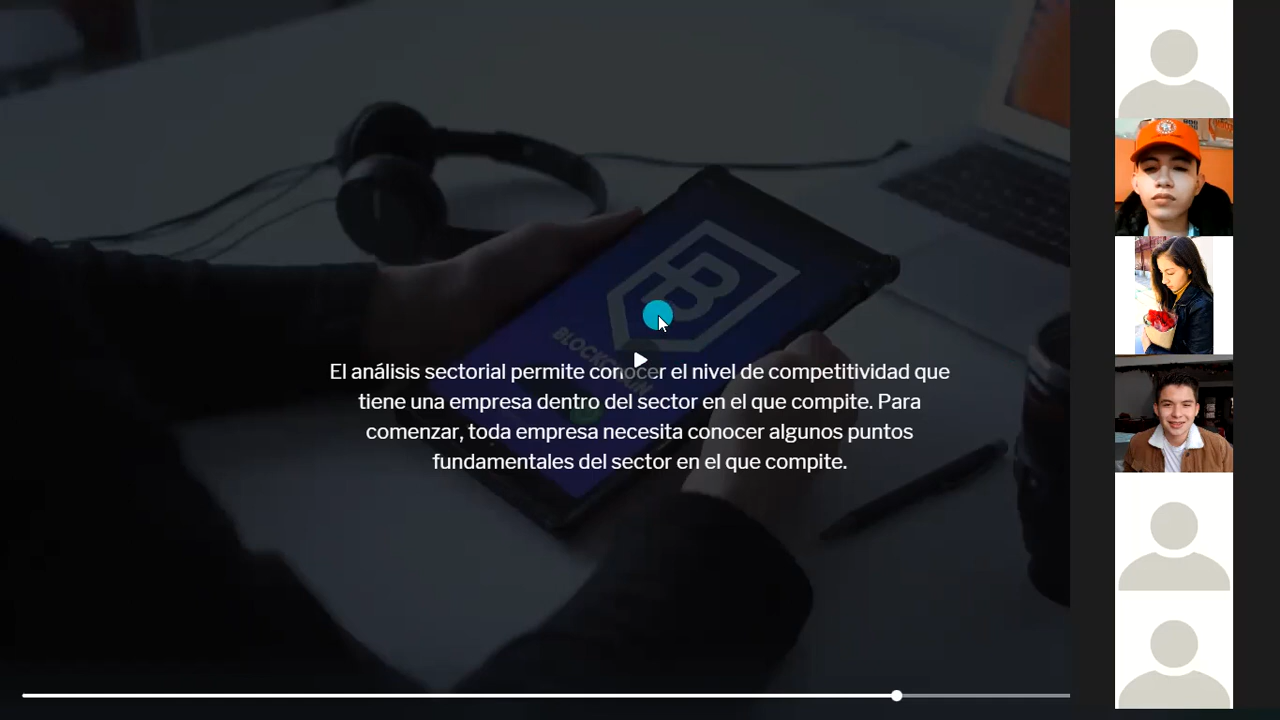 BLOCKCHAIN
El análisis sectorial permite conocer el nivel de competitividad que
tiene una empresa dentro del sector en el que compite. Para
comenzar, toda empresa necesita conocer algunos puntos
fundamentales del sector en el que compite.